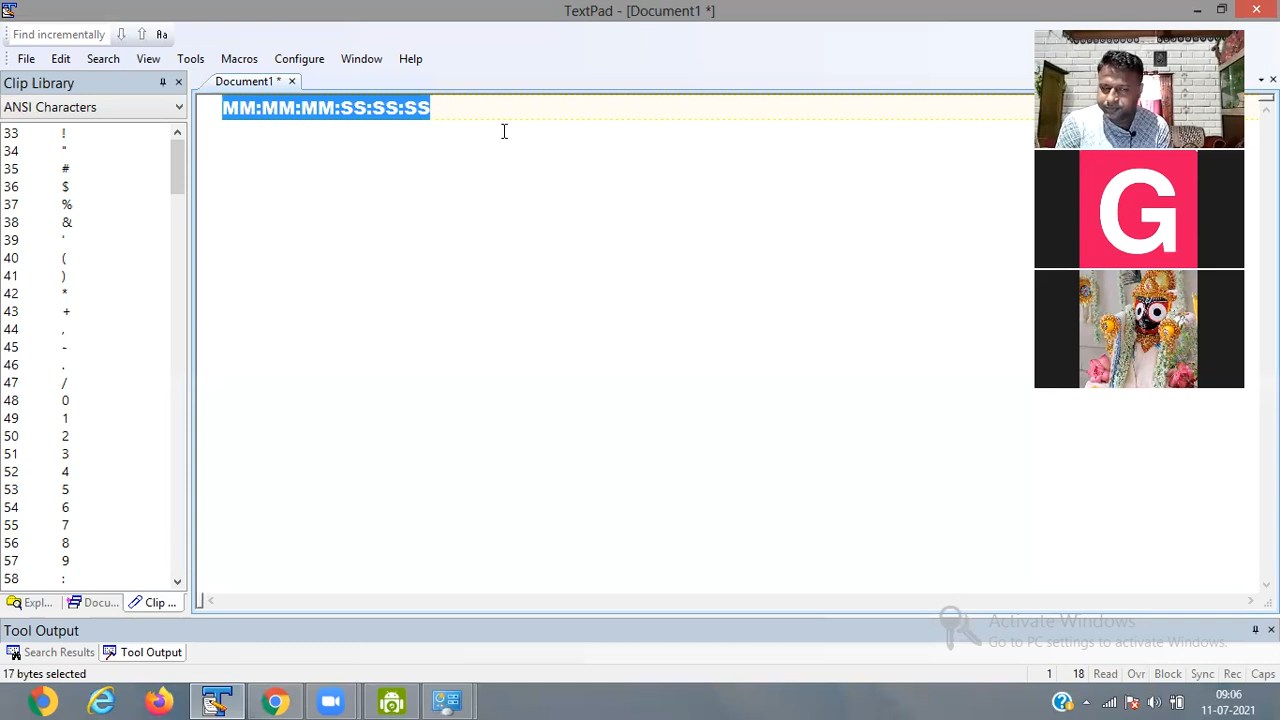 TextPad - [Document1 *]
Find incrementally
Aa
File Edit Search View Tools Macros Configure Window Help
Clip Library
Document1 *
ANSI Characters
MM:MM:MM:SS:SS:SS
33 !
34 "
35 #
36 $
37 %
38 &
39 '
40 (
41 )
42 *
43 +
44 ,
45 -
46 .
47 /
48 0
49 1
50 2
51 3
52 4
53 5
54 6
55 7
56 8
57 9
58 :
G
Expl... Docu... Clip ...
Activate Windows
Go to PC settings to activate Windows.
Tool Output
Search Results Tool Output
17 bytes selected
1 18 Read Ovr Block Sync Rec Caps
09:06
11-07-2021